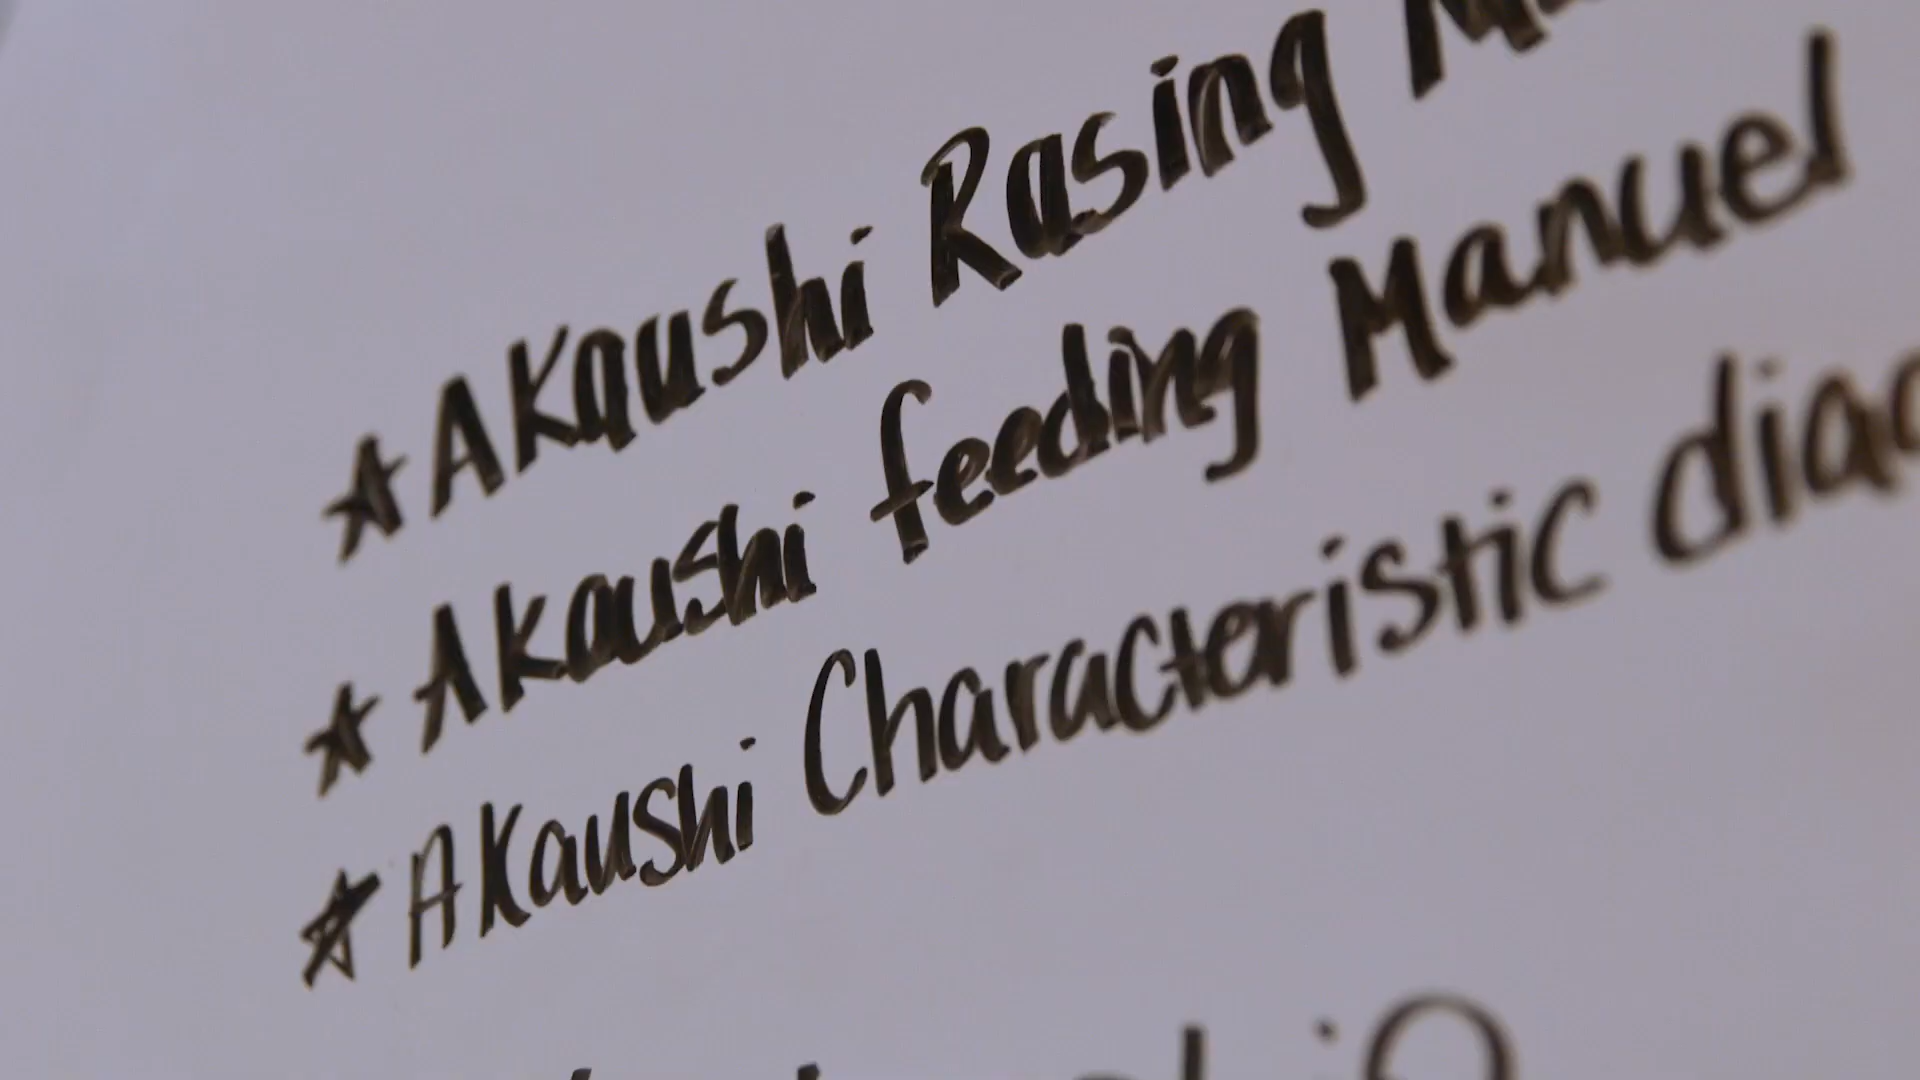 ★ AKaushi Rasing
★ AKaushi feeding Manuel
★ AKaushi Characteristic